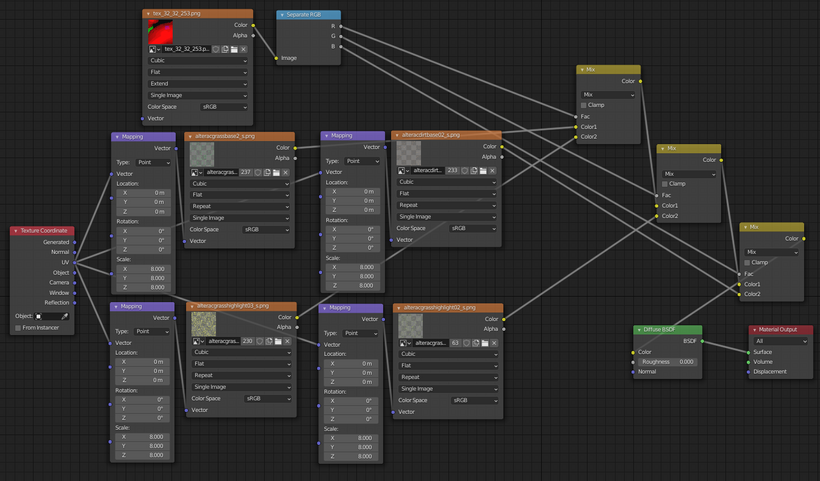 tex_32_32_253.png
Color
Alpha
tex_32_32_253.p..
Cubic
Flat
Extend
Single Image
Color Space
sRGB
Vector
Separate RGB
R
G
B
Image
Mix
Color
Mix
Clamp
Fac
Color1
Color2
Mix
Color
Mix
Clamp
Fac
Color1
Color2
Mix
Color
Mix
Clamp
Fac
Color1
Color2
Mapping
Vector
Type:
Point
Vector
Location:
X
0 m
Y
0 m
Z
0 m
Rotation:
X
0°
Y
0°
Z
0°
Scale:
X
8.000
Y
8.000
Z
8.000
alteracgrassbase2_s.png
Color
Alpha
alteracgras...
237
Cubic
Flat
Repeat
Single Image
Color Space
sRGB
Vector
Mapping
Vector
Type:
Point
Vector
Location:
X
0 m
Y
0 m
Z
0 m
Rotation:
X
0°
Y
0°
Z
0°
Scale:
X
8.000
Y
8.000
Z
8.000
alteracdirtbase02_s.png
Color
Alpha
alteracdirt...
233
Cubic
Flat
Repeat
Single Image
Color Space
sRGB
Vector
Texture Coordinate
Generated
Normal
UV
Object
Camera
Window
Reflection
Object:
From Instancer
Mapping
Vector
Type:
Point
Vector
Location:
X
0 m
Y
0 m
Z
0 m
Rotation:
X
0°
Y
0°
Z
0°
Scale:
X
8.000
Y
8.000
Z
8.000
alteracgrasshighlight03_s.png
Color
Alpha
alteracgras...
230
Cubic
Flat
Repeat
Single Image
Color Space
sRGB
Vector
Mapping
Vector
Type:
Point
Vector
Location:
X
0 m
Y
0 m
Z
0 m
Rotation:
X
0°
Y
0°
Z
0°
Scale:
X
8.000
Y
8.000
Z
8.000
alteracgrasshighlight02_s.png
Color
Alpha
alteracgras...
63
Cubic
Flat
Repeat
Single Image
Color Space
sRGB
Vector
Diffuse BSDF
BSDF
Color
Roughness
0.000
Normal
Material Output
All
Surface
Volume
Displacement